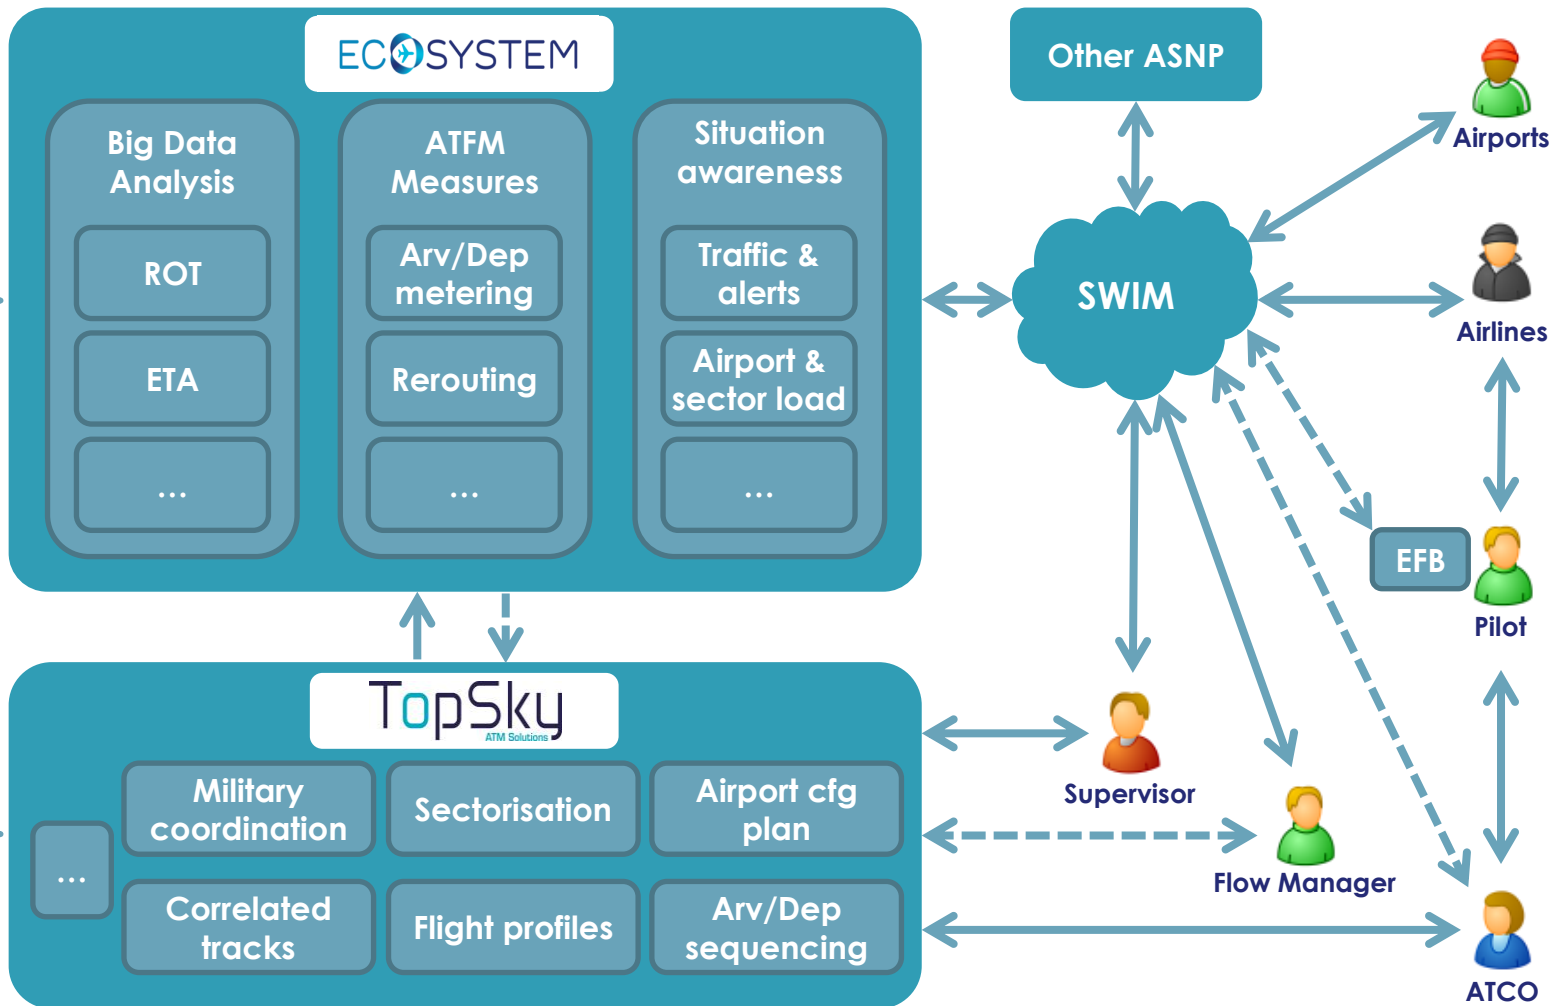 ECOSYSTEM
Big Data
Analysis
ROT
ETA
...
ATFM
Measures
Arv/Dep
metering
Rerouting
...
Situation
awareness
Traffic &
alerts
Airport &
sector load
...
Other ASNP
SWIM
Airports
Airlines
EFB
Pilot
TopSky
ATM Solutions
...
Military
coordination
Sectorisation
Airport cfg
plan
Correlated
tracks
Flight profiles
Arv/Dep
sequencing
Supervisor
Flow Manager
ATCO